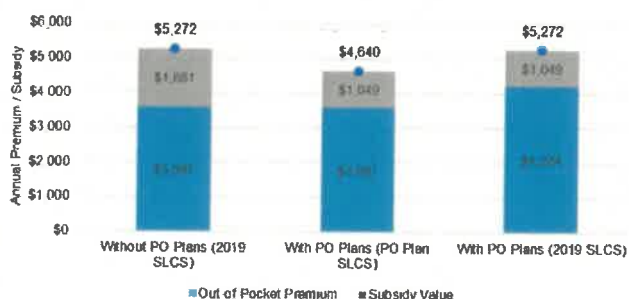 $6 000
$5 000
$4 000
$3 000
$2 000
$1 000
$0
Annual Premium / Subsidy
$5,272
$4,640
$5,272
$1,681
$1,049
$1,049
Without PO Plans (2019
SLCS)
With PO Plans (PO Plan
SLCS)
With PO Plans (2019 SLCS)
Out of Pocket Premium
Subsidy Value